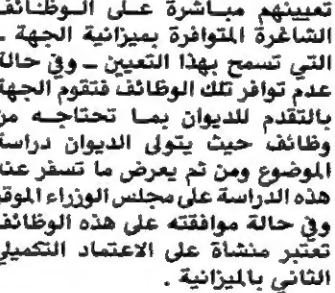 تعيينهم مباشرة على الوظائف
الشاغرة المتوافرة بميزانية الجهة -
التي تسمح بهذا التعيين - وفي حالة
عدم توافر تلك الوظائف فتقوم الجهة
بالتقدم للديوان بما تحتاجه من
وظائف حيث يتولى الديوان دراسة
الموضوع ومن ثم يعرض ما تسفر عنه
هذه الدراسة على مجلس الوزراء الموقر
وفي حالة موافقته على هذه الوظائف
تعتبر منشأة على الاعتماد التكميلي
الثاني بالميزانية .